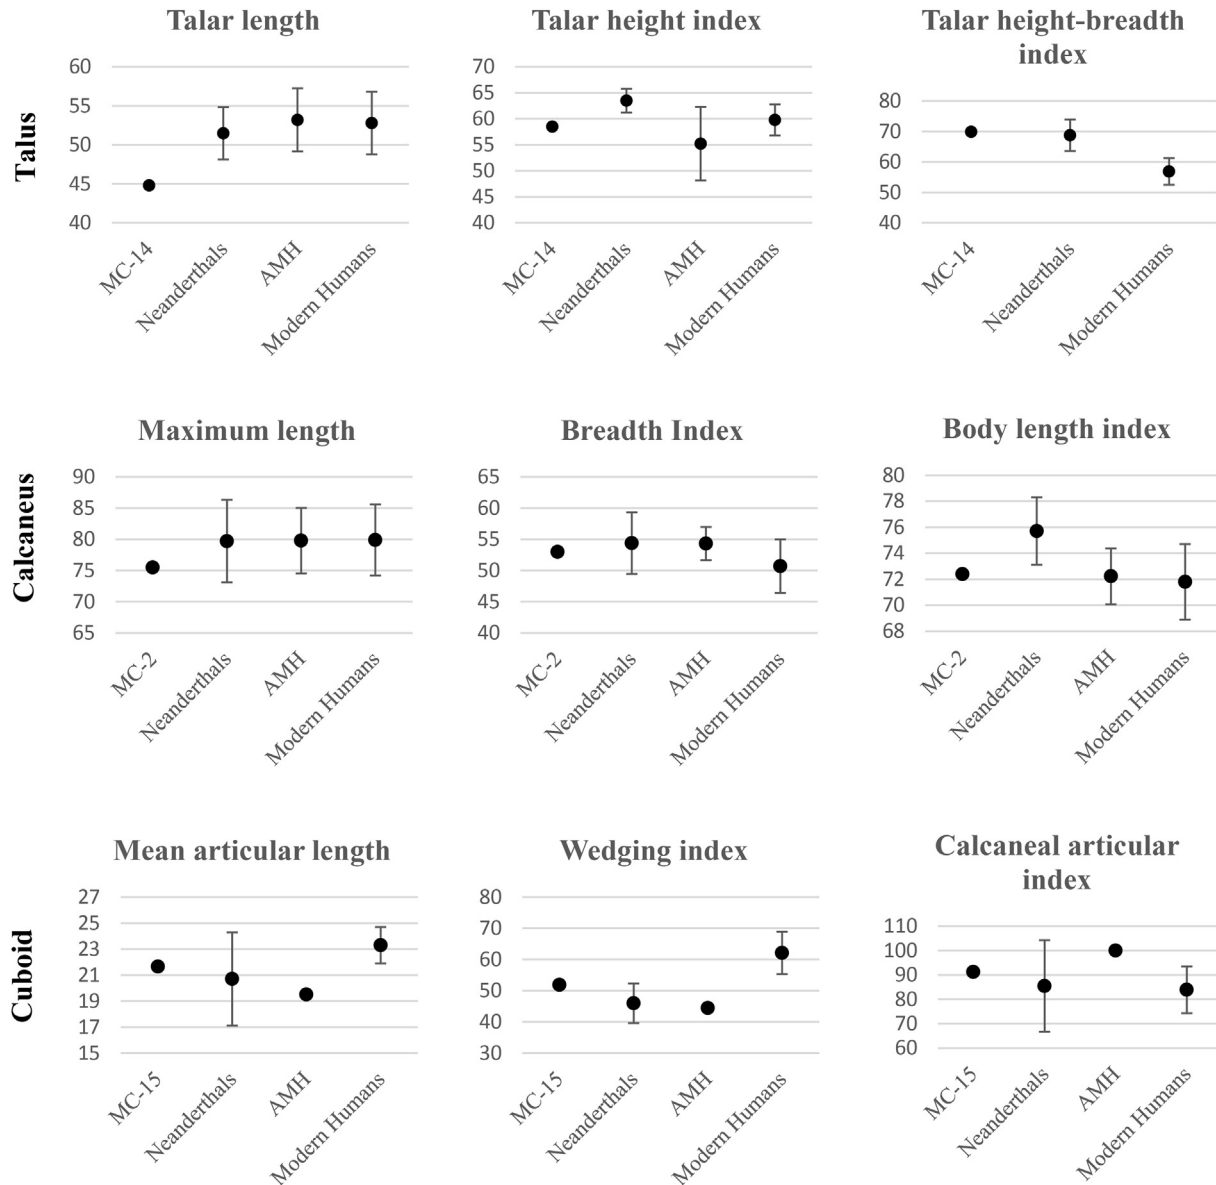 Talar length
Talar height index
Talar height-breadth
index
Talus
60
55
50
45
40
MC-14
Neanderthals
AMH
Modern Humans
70
65
60
55
50
45
40
MC-14
Neanderthals
AMH
Modern Humans
80
70
60
50
40
MC-14
Neanderthals
Modern Humans
Maximum length
Breadth Index
Body length index
Calcaneus
90
85
80
75
70
65
MC-2
Neanderthals
AMH
Modern Humans
65
60
55
50
45
40
MC-2
Neanderthals
AMH
Modern Humans
80
78
76
74
72
70
68
MC-2
Neanderthals
AMH
Modern Humans
Mean articular length
Wedging index
Calcaneal articular
index
Cuboid
27
25
23
21
19
17
15
MC-15
Neanderthals
AMH
Modern Humans
80
70
60
50
40
30
MC-15
Neanderthals
AMH
Modern Humans
110
100
90
80
70
60
MC-15
Neanderthals
AMH
Modern Humans